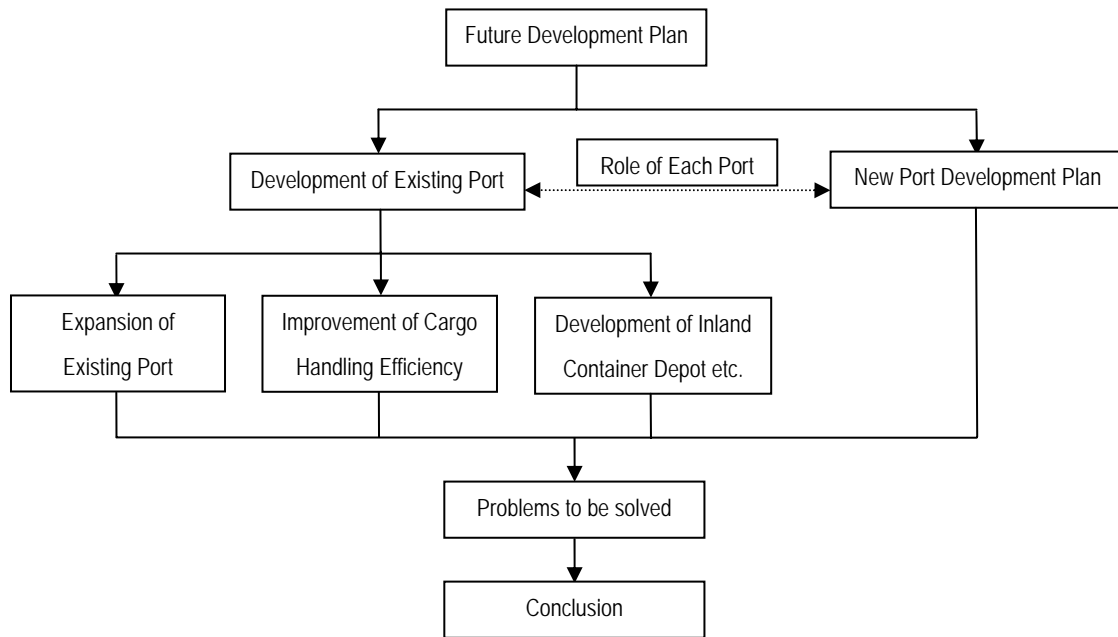 Future Development Plan
Role of Each Port
Development of Existing Port
New Port Development Plan
Expansion of
Existing Port
Improvement of Cargo
Handling Efficiency
Development of Inland
Container Depot etc.
Problems to be solved
Conclusion